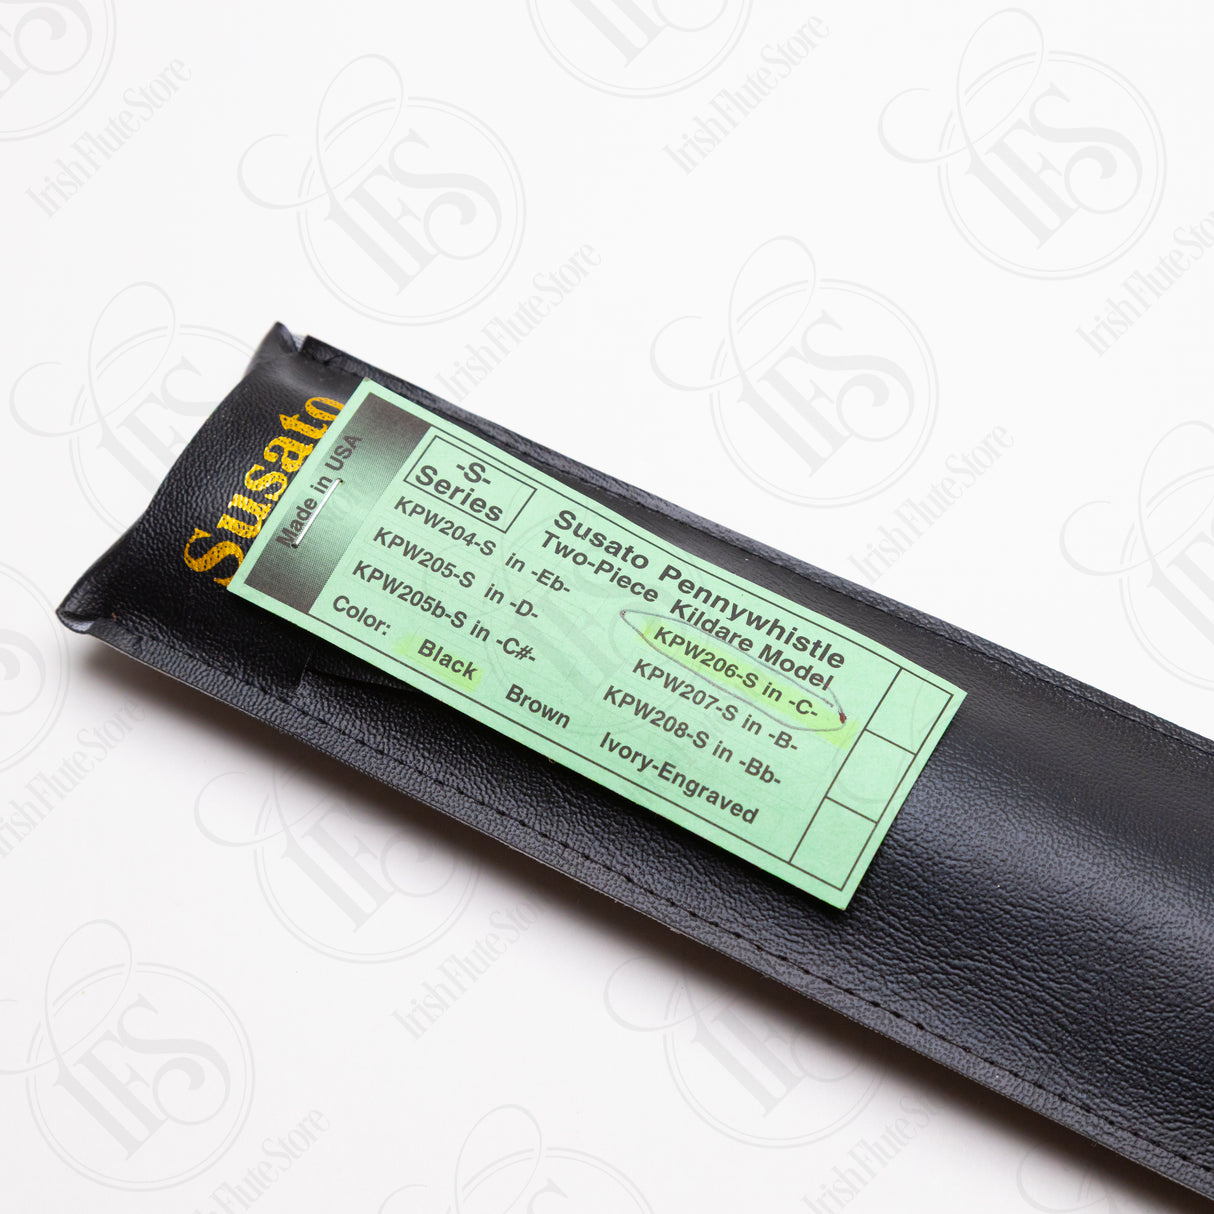 Susato
Made in USA
-S-
Series
Susato Pennywhistle
Two-Piece Kildare Model
KPW204-S in -Eb-
KPW205-S in -D-
KPW205b-S in -C#-
KPW206-S in -C-
KPW207-S in -B-
KPW208-S in -Bb-
Color: Black Brown Ivory-Engraved
IFS
IrishFluteStore